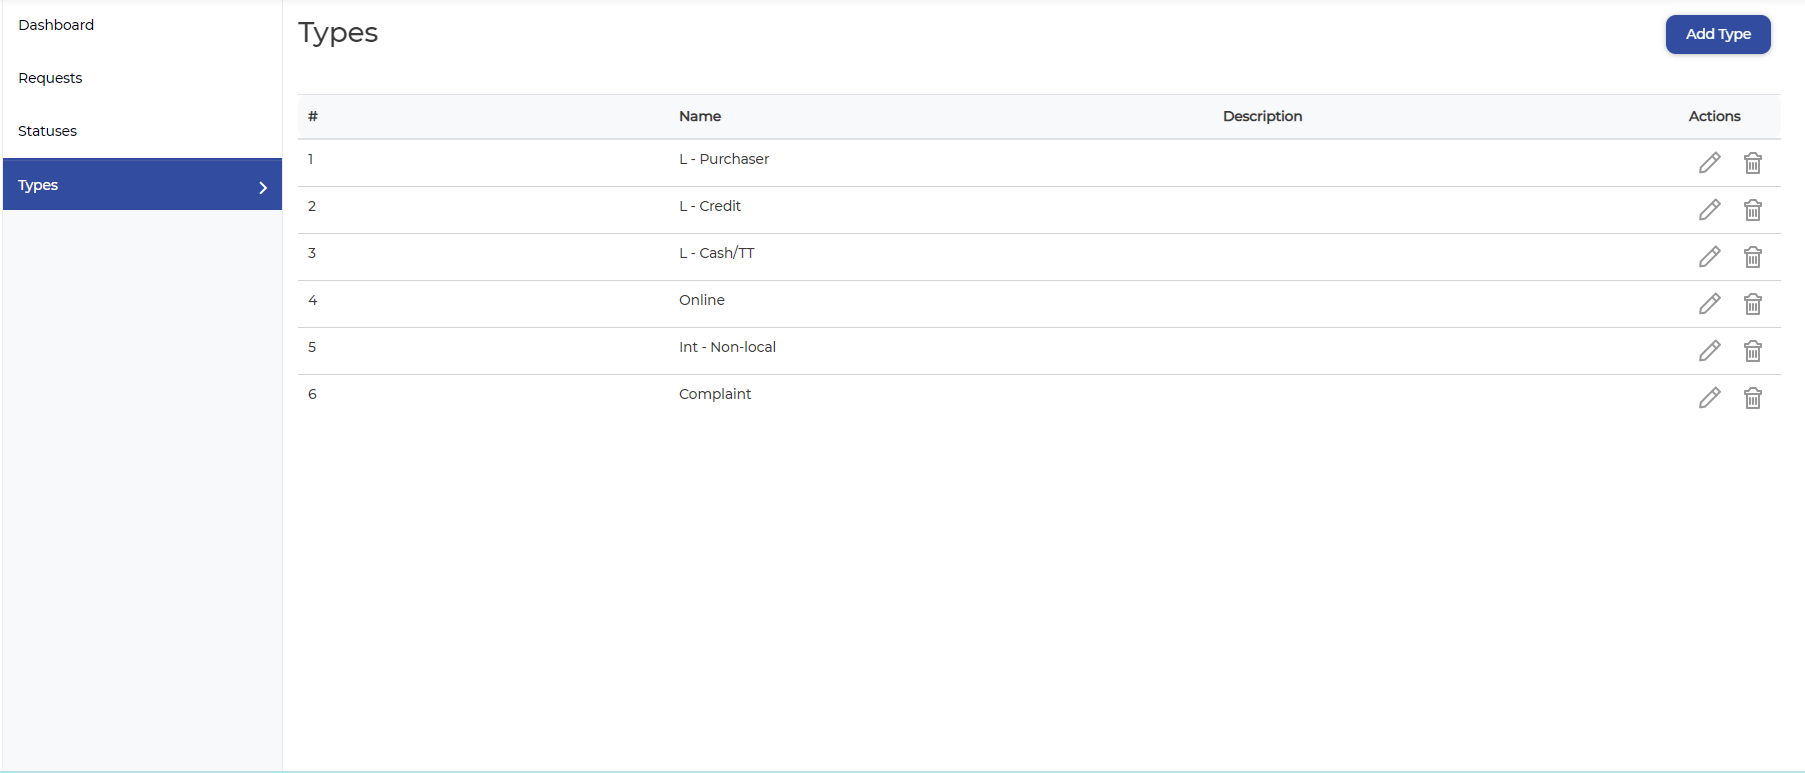 Dashboard
Requests
Statuses
Types
Types
Add Type
# Name Description Actions
1 L - Purchaser
2 L - Credit
3 L - Cash/TT
4 Online
5 Int - Non-local
6 Complaint